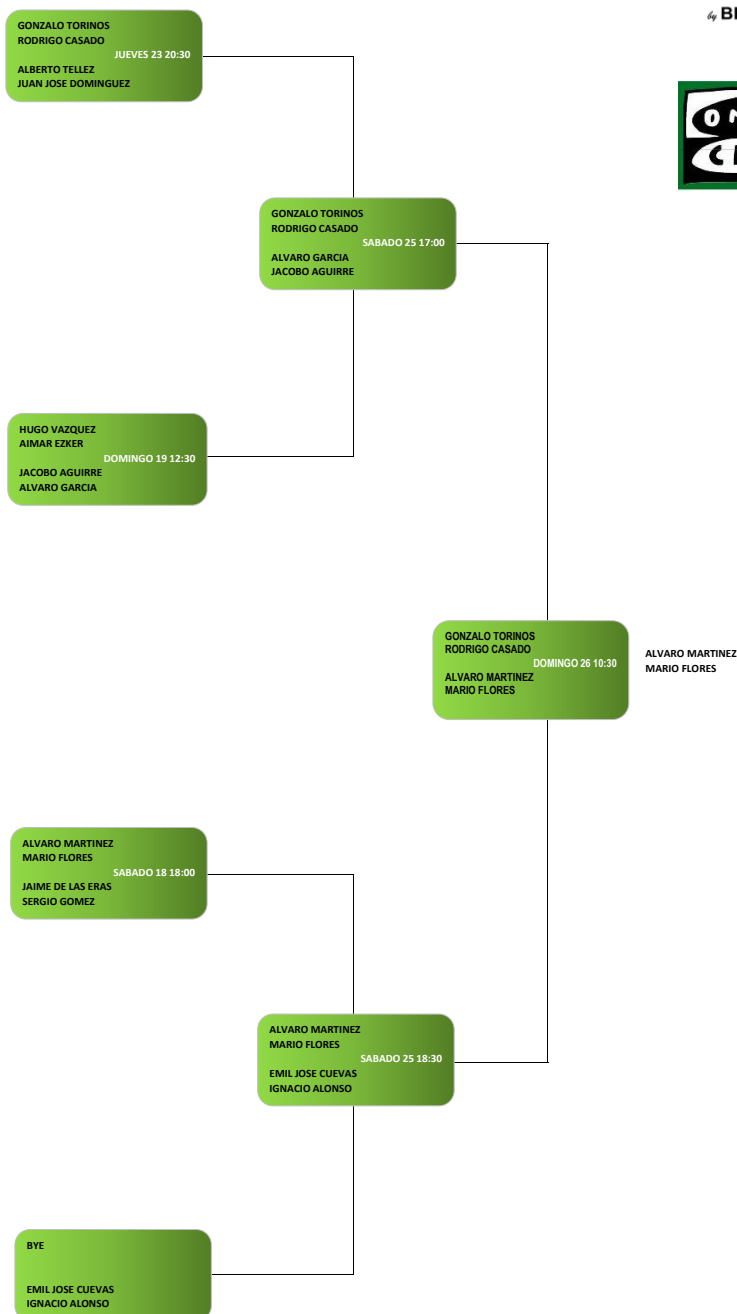 by
GONZALO TORINOS
RODRIGO CASADO
JUEVES 23 20:30
ALBERTO TELLEZ
JUAN JOSE DOMINGUEZ
GONZALO TORINOS
RODRIGO CASADO
SABADO 25 17:00
ALVARO GARCIA
JACOBO AGUIRRE
HUGO VAZQUEZ
AIMAR EZKER
DOMINGO 19 12:30
JACOBO AGUIRRE
ALVARO GARCIA
GONZALO TORINOS
RODRIGO CASADO
DOMINGO 26 10:30
ALVARO MARTINEZ
MARIO FLORES
ALVARO MARTINEZ
MARIO FLORES
ALVARO MARTINEZ
MARIO FLORES
SABADO 18 18:00
JAIME DE LAS ERAS
SERGIO GOMEZ
ALVARO MARTINEZ
MARIO FLORES
SABADO 25 18:30
EMIL JOSE CUEVAS
IGNACIO ALONSO
BYE
EMIL JOSE CUEVAS
IGNACIO ALONSO